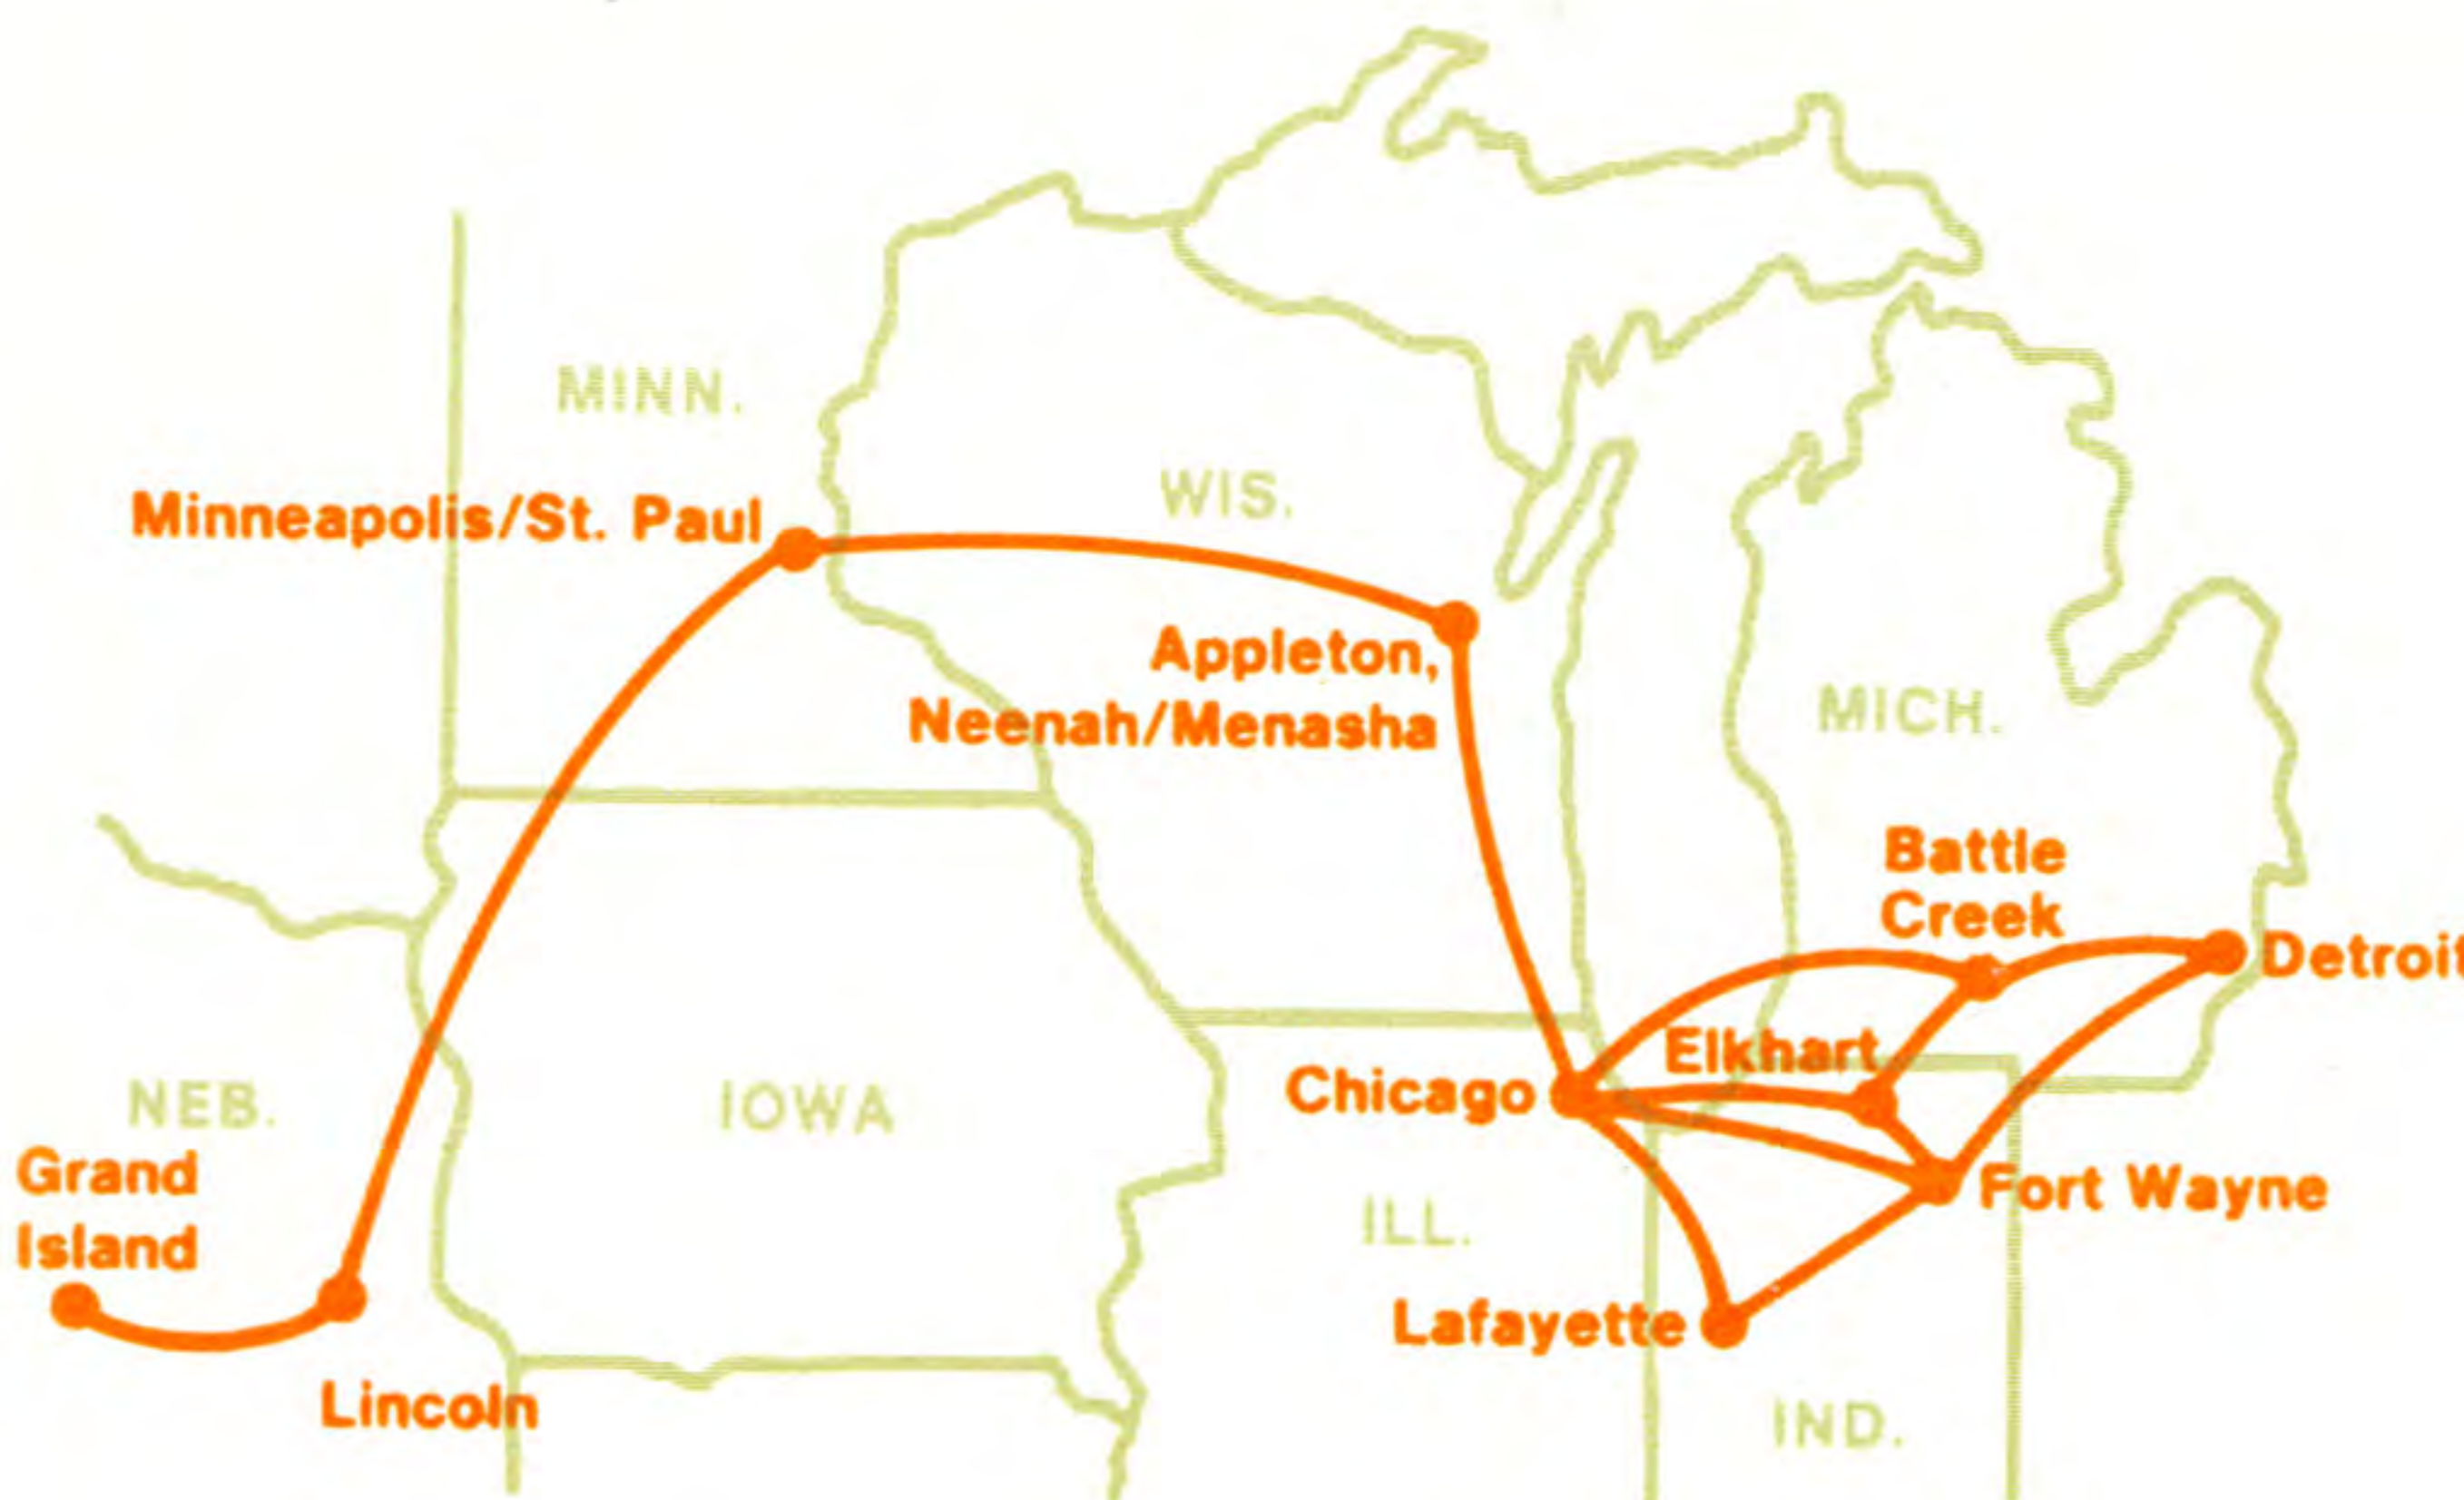 MINN.
WIS.
Minneapolis/St. Paul
Appleton,
Neenah/Menasha
MICH.
Battle
Creek
Detroit
Elkhart
Chicago
NEB.
IOWA
Grand
Island
Fort Wayne
ILL.
Lafayette
Lincoln
IND.